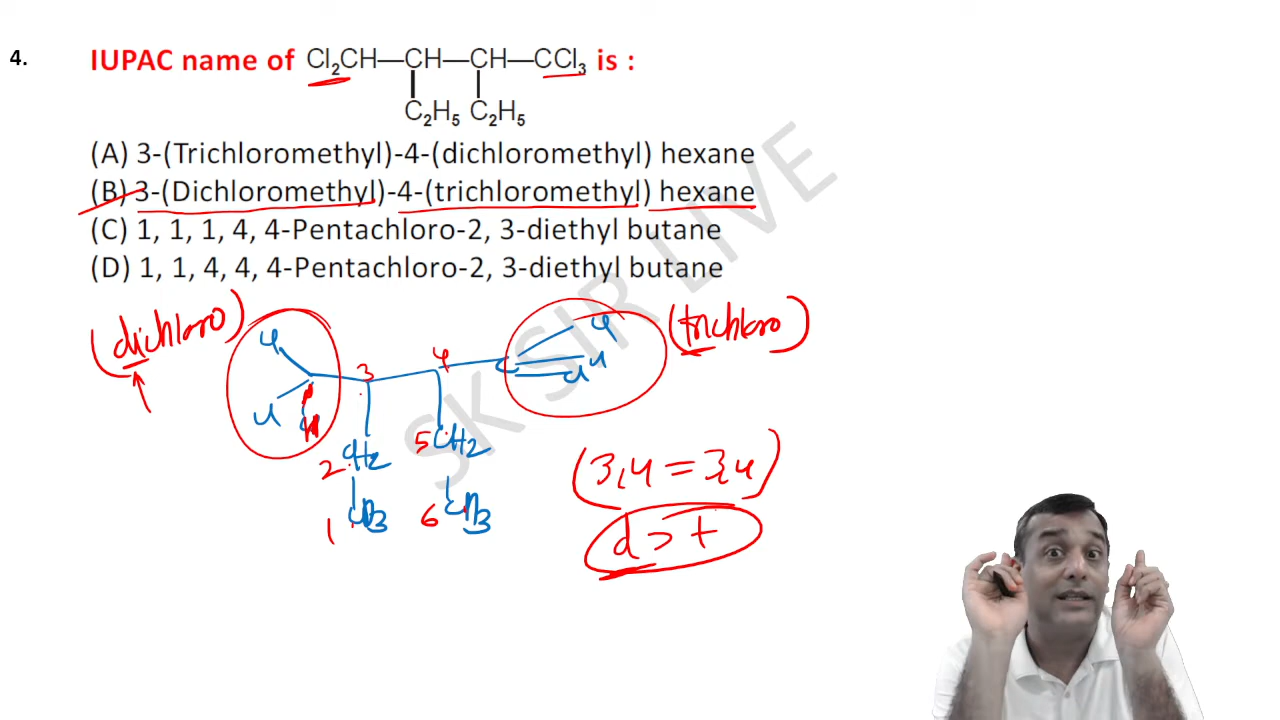 4. IUPAC name of Cl₂CH—CH—CH—CCl₃ is :
C₂H₅ C₂H₅
(A) 3-(Trichloromethyl)-4-(dichloromethyl) hexane
(B) 3-(Dichloromethyl)-4-(trichloromethyl) hexane
(C) 1, 1, 1, 4, 4-Pentachloro-2, 3-diethyl butane
(D) 1, 1, 4, 4, 4-Pentachloro-2, 3-diethyl butane
(dichloro) (trichloro)
3 4
2 CH2 5 CH2
1 CH3 6 CH3
(3,4 = 3,4)
d > t
SK SIR LIVE